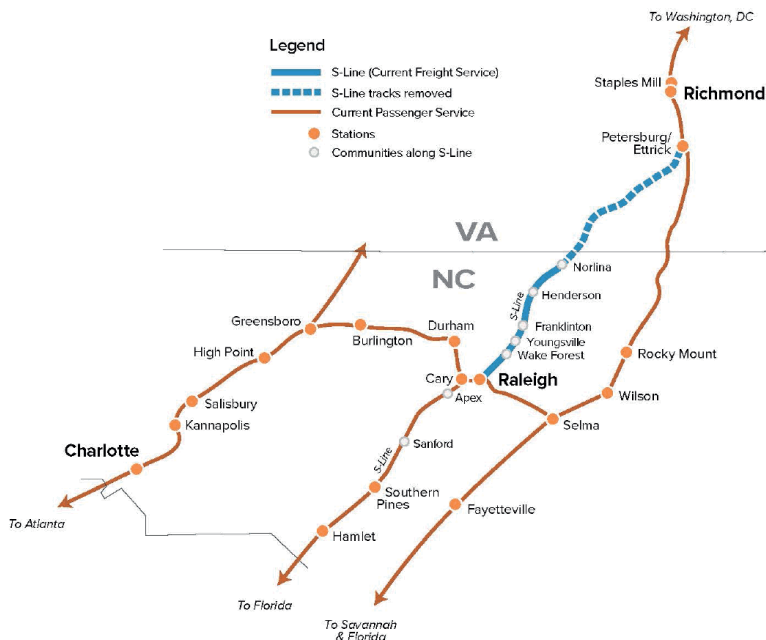 To Washington, DC
Legend
S-Line (Current Freight Service)
S-Line tracks removed
Current Passenger Service
Stations
Communities along S-Line
Staples Mill
Richmond
Petersburg/
Ettrick
VA
NC
Norlina
Henderson
S-Line
Franklinton
Youngsville
Wake Forest
Greensboro
Burlington
Durham
High Point
Rocky Mount
Cary
Raleigh
Apex
Wilson
Salisbury
Kannapolis
Selma
Charlotte
Sanford
S-Line
Southern
Pines
Fayetteville
To Atlanta
Hamlet
To Florida
To Savannah
& Florida